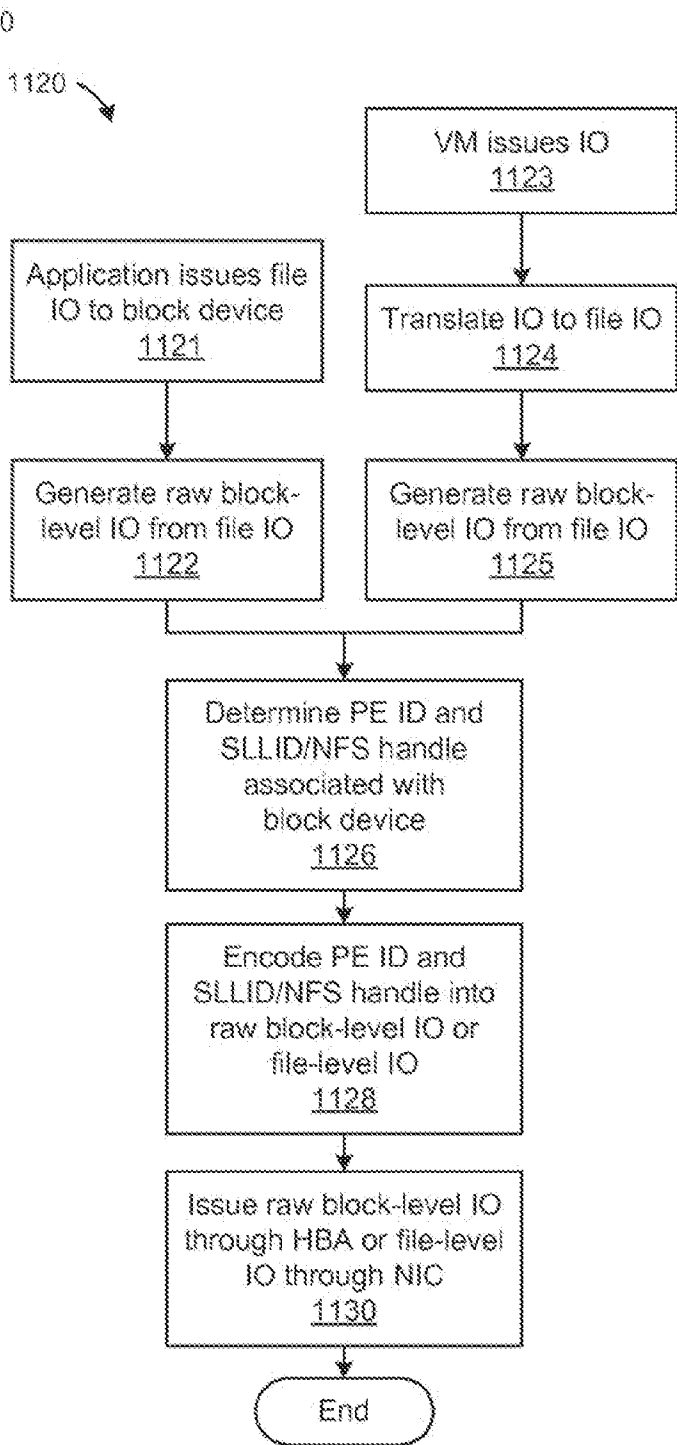 0
1120
VM issues IO
1123
Application issues file
IO to block device
1121
Translate IO to file IO
1124
Generate raw block-
level IO from file IO
1122
Generate raw block-
level IO from file IO
1125
Determine PE ID and
SLLID/NFS handle
associated with
block device
1126
Encode PE ID and
SLLID/NFS handle into
raw block-level IO or
file-level IO
1128
Issue raw block-level IO
through HBA or file-level
IO through NIC
1130
End